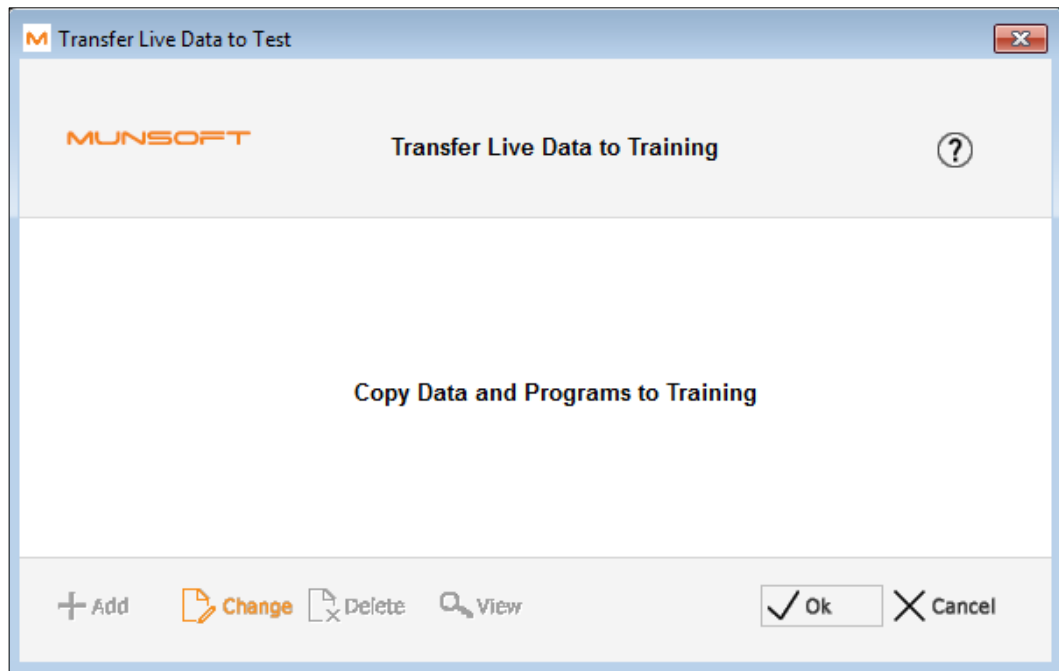 M Transfer Live Data to Test
MUNSOFT
Transfer Live Data to Training
?
Copy Data and Programs to Training
Add Change Delete View Ok Cancel